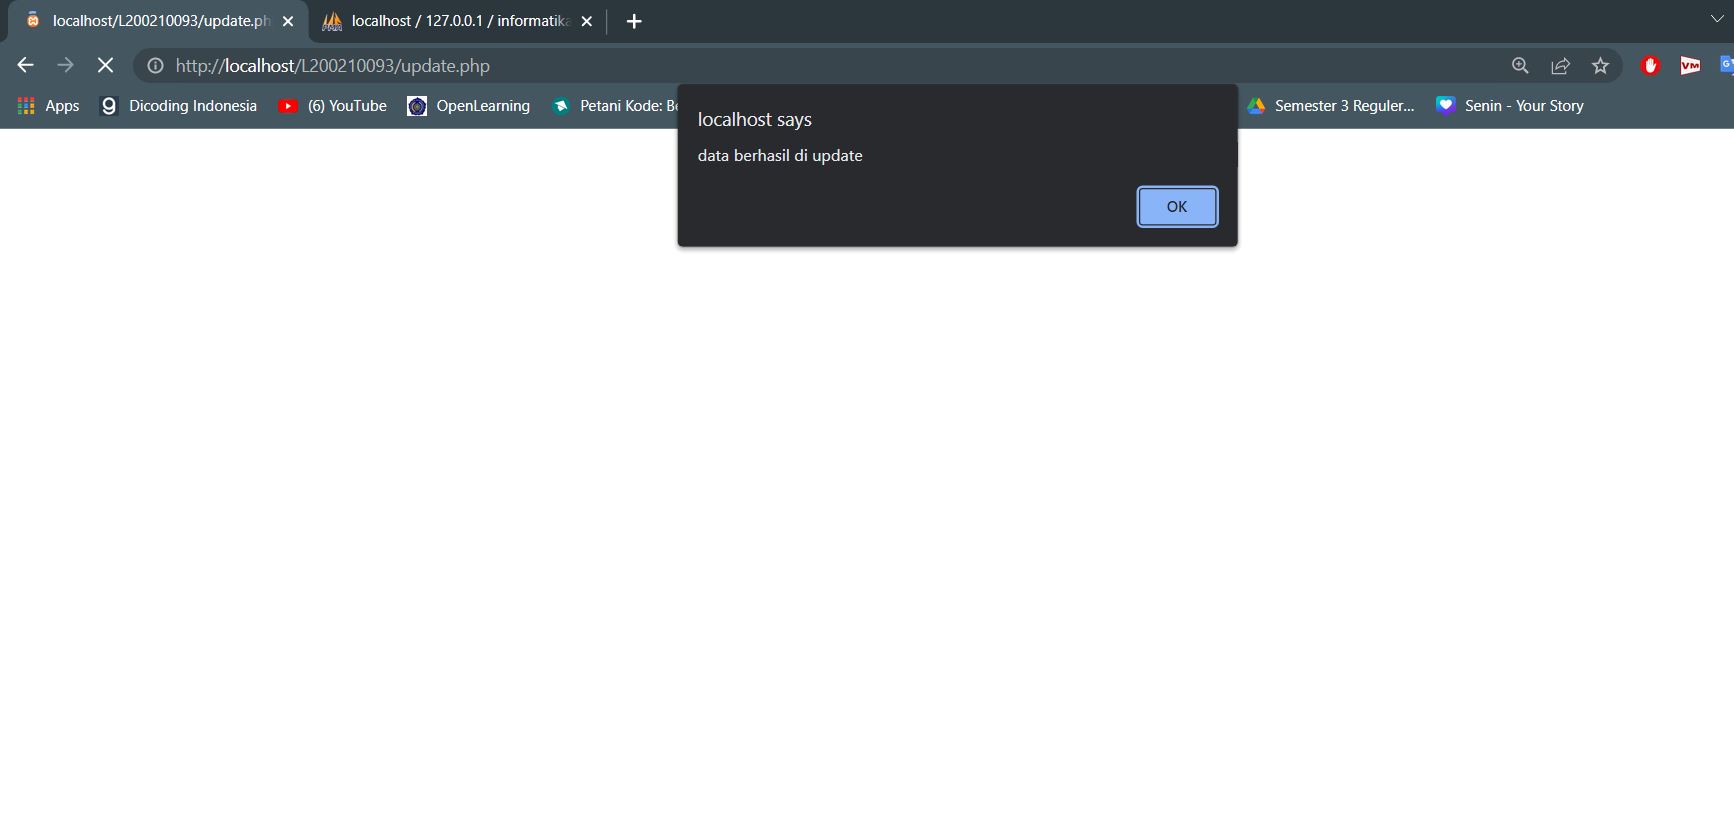 localhost/L200210093/update.ph
localhost / 127.0.0.1 / informatika
http://localhost/L200210093/update.php
VM
G
Apps
g Dicoding Indonesia
(6) YouTube
OpenLearning
Petani Kode: Be
Semester 3 Reguler...
Senin - Your Story
localhost says
data berhasil di update
OK